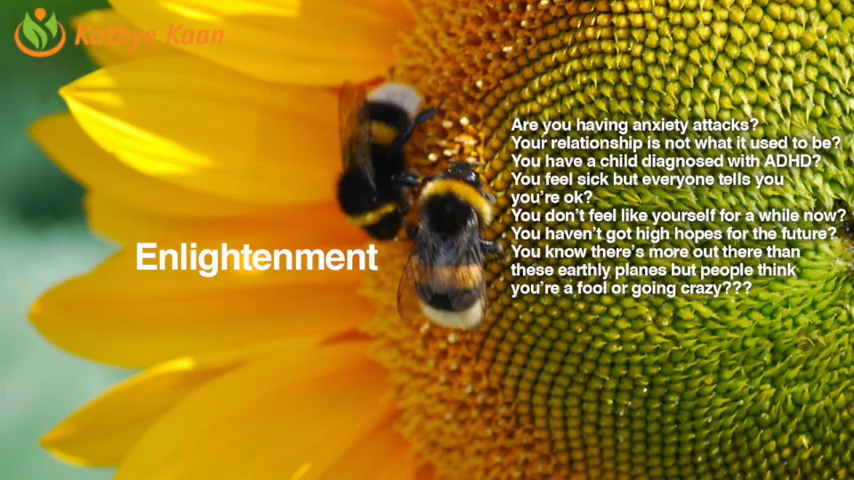 Kathye Kaan
Are you having anxiety attacks?
Your relationship is not what it used to be?
You have a child diagnosed with ADHD?
You feel sick but everyone tells you
you're ok?
You don't feel like yourself for a while now?
You haven't got high hopes for the future?
You know there's more out there than
these earthly planes but people think
you're a fool or going crazy???
Enlightenment